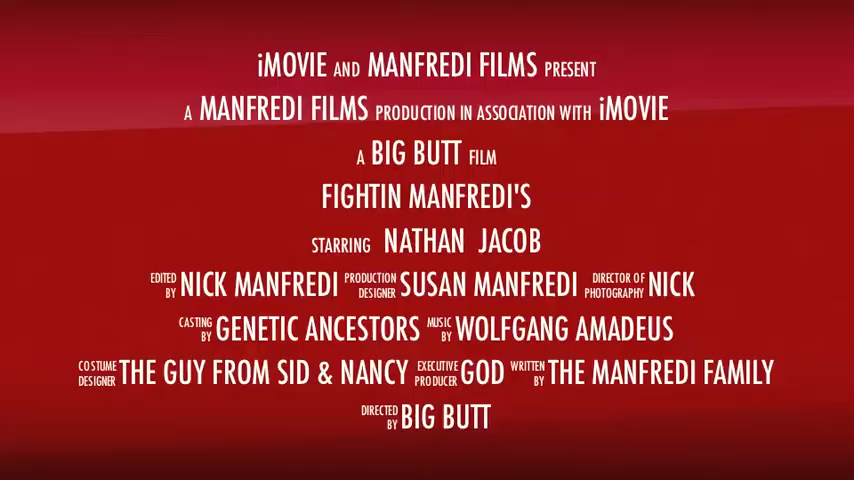 iMOVIE AND MANFREDI FILMS PRESENT
A MANFREDI FILMS PRODUCTION IN ASSOCIATION WITH iMOVIE
A BIG BUTT FILM
FIGHTIN MANFREDI'S
STARRING NATHAN JACOB
EDITED BY NICK MANFREDI PRODUCTION DESIGNER SUSAN MANFREDI DIRECTOR OF PHOTOGRAPHY NICK
CASTING BY GENETIC ANCESTORS MUSIC BY WOLFGANG AMADEUS
COSTUME DESIGNER THE GUY FROM SID & NANCY EXECUTIVE PRODUCER GOD WRITTEN BY THE MANFREDI FAMILY
DIRECTED BY BIG BUTT